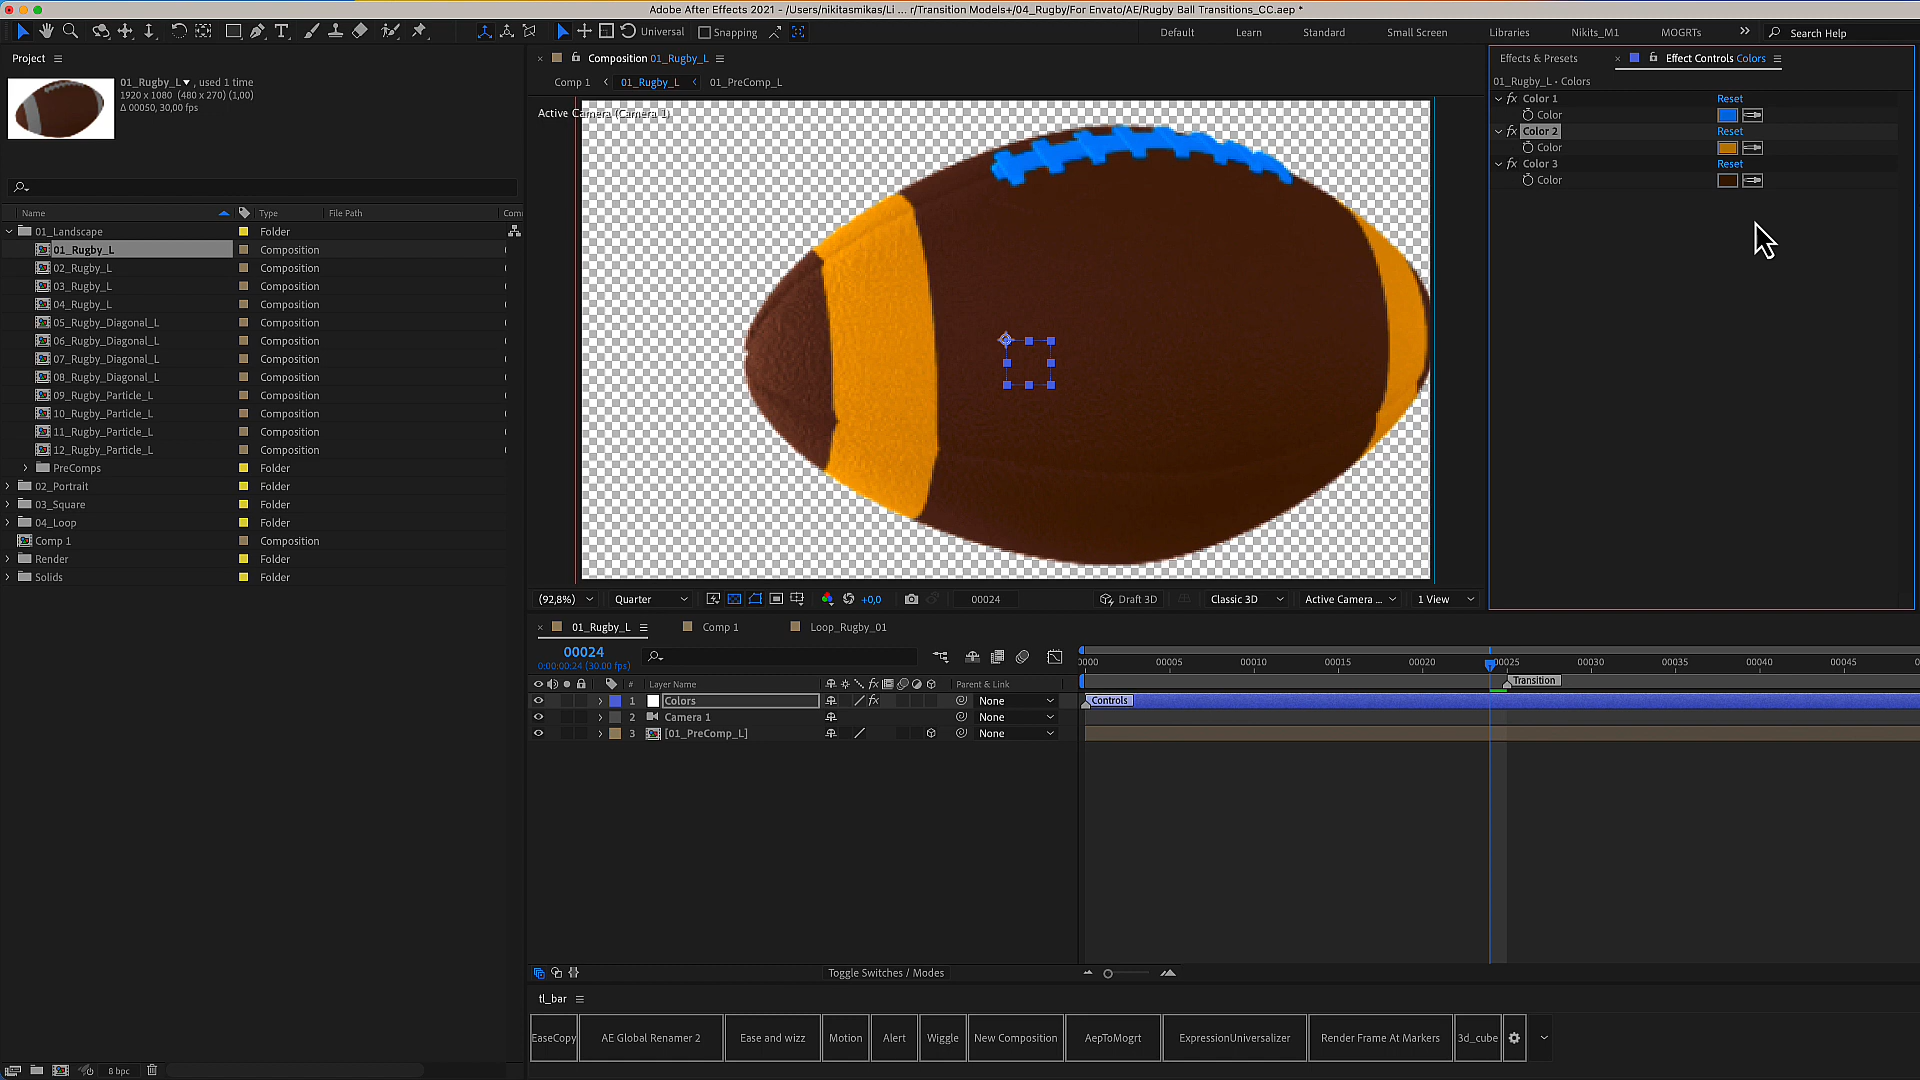 Adobe After Effects 2021 - /Users/nikitasmikas/Li ... r/Transition Models+/04_Rugby/For Envato/AE/Rugby Ball Transitions_CC.aep *
Universal
Snapping
Default
Learn
Standard
Small Screen
Libraries
Nikits_M1
MOGRTs
Search Help
Project
01_Rugby_L , used 1 time
1920 x 1080 (480 x 270) (1,00)
Δ 00050, 30,00 fps
Name
Type
File Path
Com
01_Landscape Folder
01_Rugby_L Composition
02_Rugby_L Composition
03_Rugby_L Composition
04_Rugby_L Composition
05_Rugby_Diagonal_L Composition
06_Rugby_Diagonal_L Composition
07_Rugby_Diagonal_L Composition
08_Rugby_Diagonal_L Composition
09_Rugby_Particle_L Composition
10_Rugby_Particle_L Composition
11_Rugby_Particle_L Composition
12_Rugby_Particle_L Composition
PreComps Folder
02_Portrait Folder
03_Square Folder
04_Loop Folder
Comp 1 Composition
Render Folder
Solids Folder
8 bpc
Composition 01_Rugby_L
Comp 1
01_Rugby_L
01_PreComp_L
Active Camera (Camera 1)
(92,8%)
Quarter
+0,0
00024
Draft 3D
Classic 3D
Active Camera ...
1 View
Effects & Presets
Effect Controls Colors
01_Rugby_L • Colors
fx Color 1 Reset
Color
fx Color 2 Reset
Color
fx Color 3 Reset
Color
01_Rugby_L
Comp 1
Loop_Rugby_01
00024
0:00:00:24 (30.00 fps)
# Layer Name
fx
Parent & Link
0000 00005 00010 00015 00020 00025 00030 00035 00040 00045
Transition
1 Colors fx None
Controls
2 Camera 1 None
3 [01_PreComp_L] None
Toggle Switches / Modes
tl_bar
EaseCopy
AE Global Renamer 2
Ease and wizz
Motion
Alert
Wiggle
New Composition
AepToMogrt
ExpressionUniversalizer
Render Frame At Markers
3d_cube